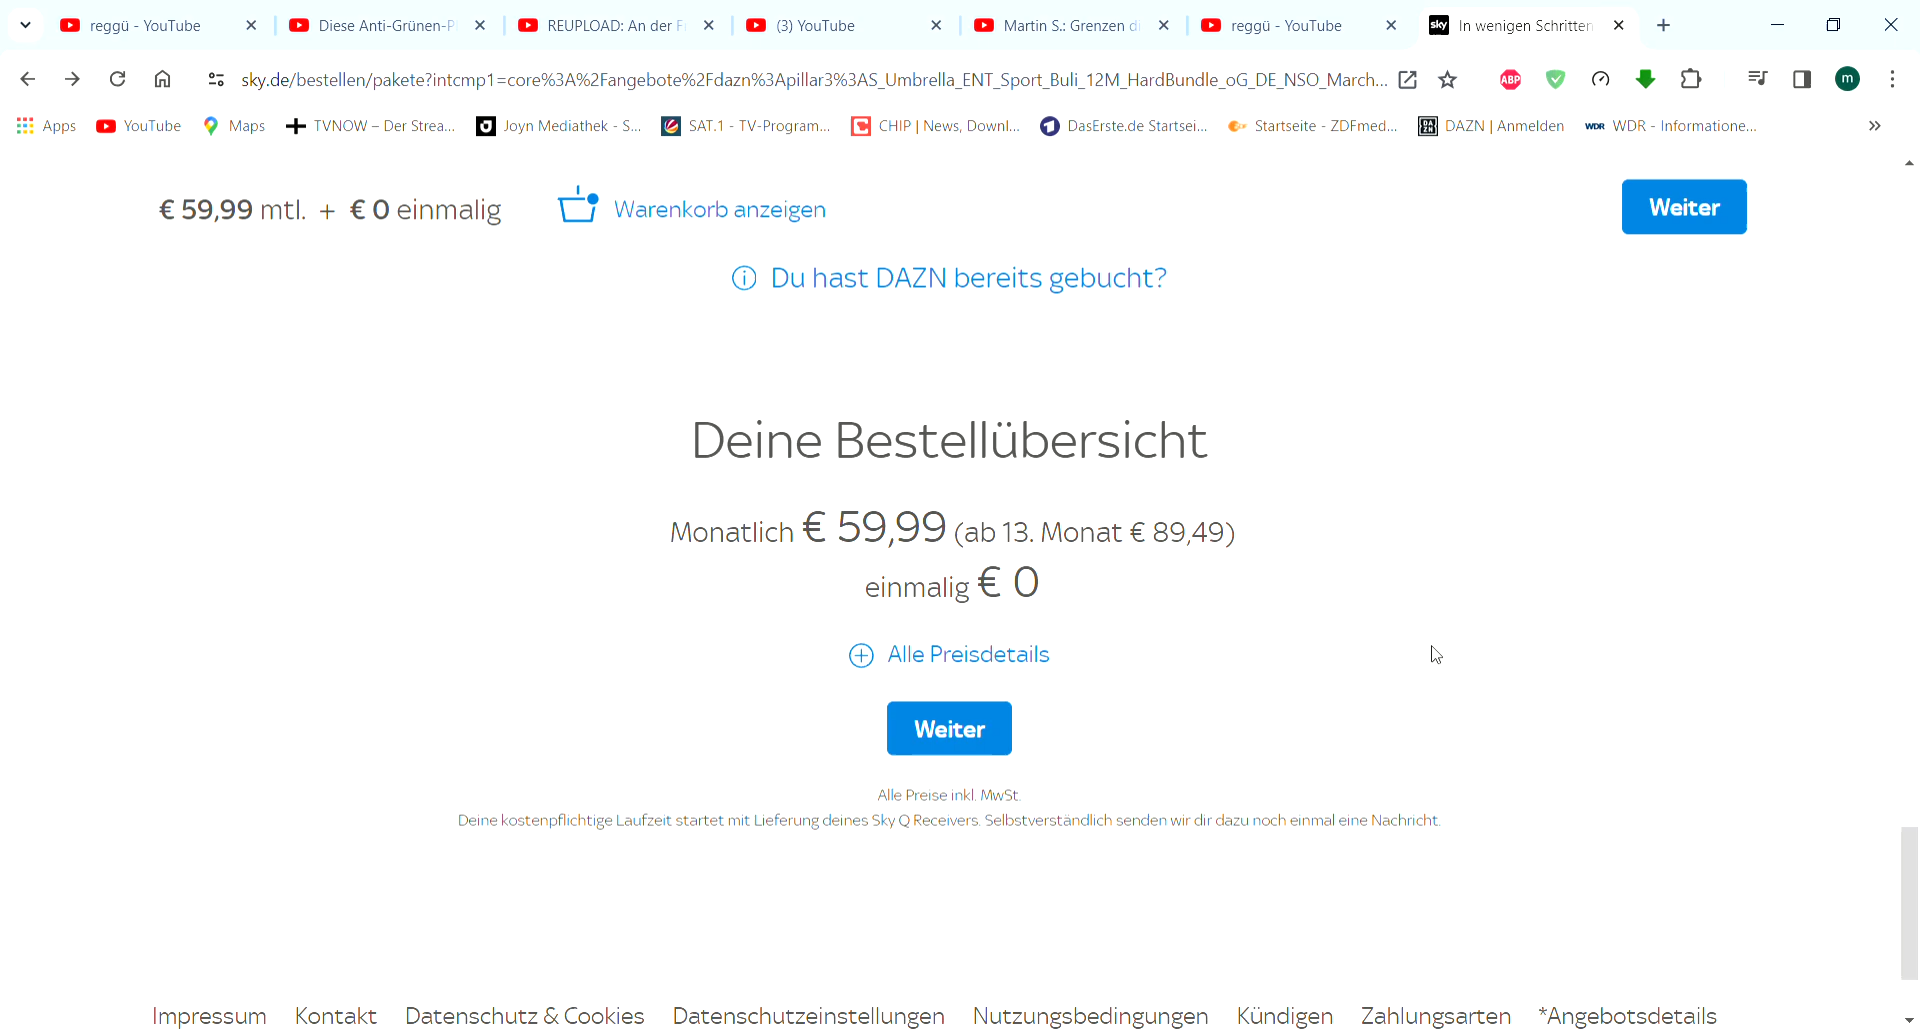 reggü - YouTube
Diese Anti-Grünen-P
REUPLOAD: An der F
(3) YouTube
Martin S.: Grenzen d
reggü - YouTube
sky
In wenigen Schritten
sky.de/bestellen/pakete?intcmp1=core%3A%2Fangebote%2Fdazn%3Apillar3%3AS_Umbrella_ENT_Sport_Buli_12M_HardBundle_oG_DE_NSO_March...
ABP
m
Apps
YouTube
Maps
TVNOW – Der Strea...
Joyn Mediathek - S...
SAT.1 - TV-Program...
CHIP | News, Downl...
DasErste.de Startsei...
Startseite - ZDFmed...
DAZN | Anmelden
WDR
WDR - Informatione...
€ 59,99 mtl. + € 0 einmalig
Warenkorb anzeigen
Weiter
Du hast DAZN bereits gebucht?
Deine Bestellübersicht
Monatlich € 59,99 (ab 13. Monat € 89,49)
einmalig € 0
Alle Preisdetails
Weiter
Alle Preise inkl. MwSt.
Deine kostenpflichtige Laufzeit startet mit Lieferung deines Sky Q Receivers. Selbstverständlich senden wir dir dazu noch einmal eine Nachricht.
Impressum Kontakt Datenschutz & Cookies Datenschutzeinstellungen Nutzungsbedingungen Kündigen Zahlungsarten *Angebotsdetails